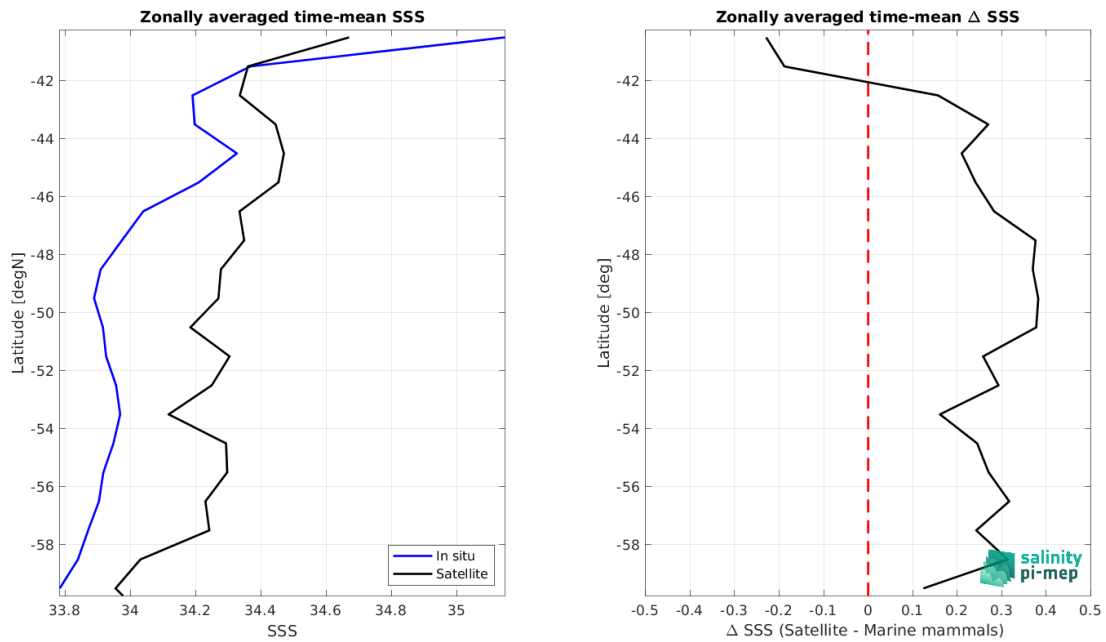 Zonally averaged time-mean SSS
-42
-44
-46
-48
-50
-52
-54
-56
-58
Latitude [degN]
In situ
Satellite
33.8 34 34.2 34.4 34.6 34.8 35
SSS
Zonally averaged time-mean Δ SSS
-42
-44
-46
-48
-50
-52
-54
-56
-58
Latitude [deg]
salinity
pi-mep
-0.5 -0.4 -0.3 -0.2 -0.1 0 0.1 0.2 0.3 0.4 0.5
Δ SSS (Satellite - Marine mammals)